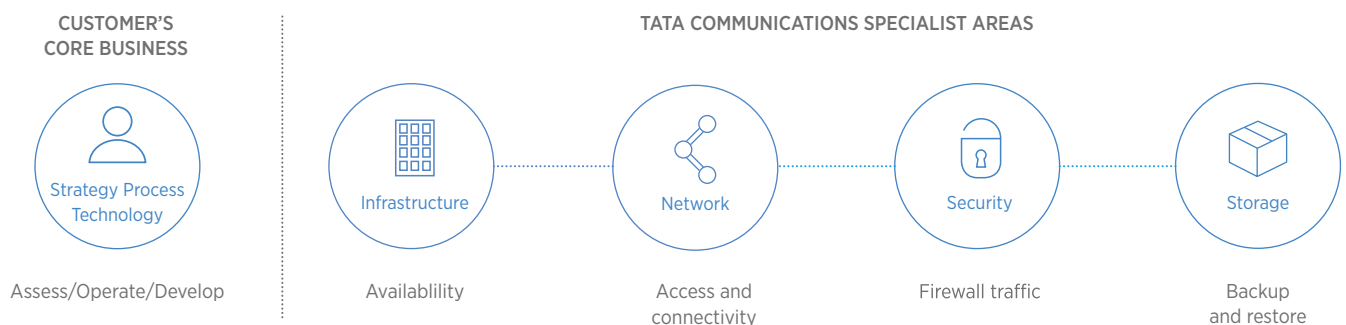 CUSTOMER'S
CORE BUSINESS
TATA COMMUNICATIONS SPECIALIST AREAS
Strategy Process
Technology
Infrastructure
Network
Security
Storage
Assess/Operate/Develop
Availablility
Access and
connectivity
Firewall traffic
Backup
and restore